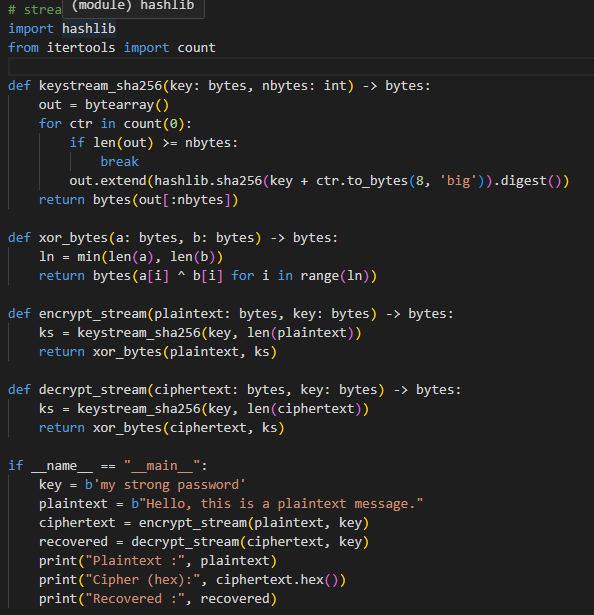 (module) hashlib
# strea
import hashlib
from itertools import count
def keystream_sha256(key: bytes, nbytes: int) -> bytes:
    out = bytearray()
    for ctr in count(0):
        if len(out) >= nbytes:
            break
        out.extend(hashlib.sha256(key + ctr.to_bytes(8, 'big')).digest())
    return bytes(out[:nbytes])
def xor_bytes(a: bytes, b: bytes) -> bytes:
    ln = min(len(a), len(b))
    return bytes(a[i] ^ b[i] for i in range(ln))
def encrypt_stream(plaintext: bytes, key: bytes) -> bytes:
    ks = keystream_sha256(key, len(plaintext))
    return xor_bytes(plaintext, ks)
def decrypt_stream(ciphertext: bytes, key: bytes) -> bytes:
    ks = keystream_sha256(key, len(ciphertext))
    return xor_bytes(ciphertext, ks)
if __name__ == "__main__":
    key = b'my strong password'
    plaintext = b"Hello, this is a plaintext message."
    ciphertext = encrypt_stream(plaintext, key)
    recovered = decrypt_stream(ciphertext, key)
    print("Plaintext :", plaintext)
    print("Cipher (hex):", ciphertext.hex())
    print("Recovered :", recovered)